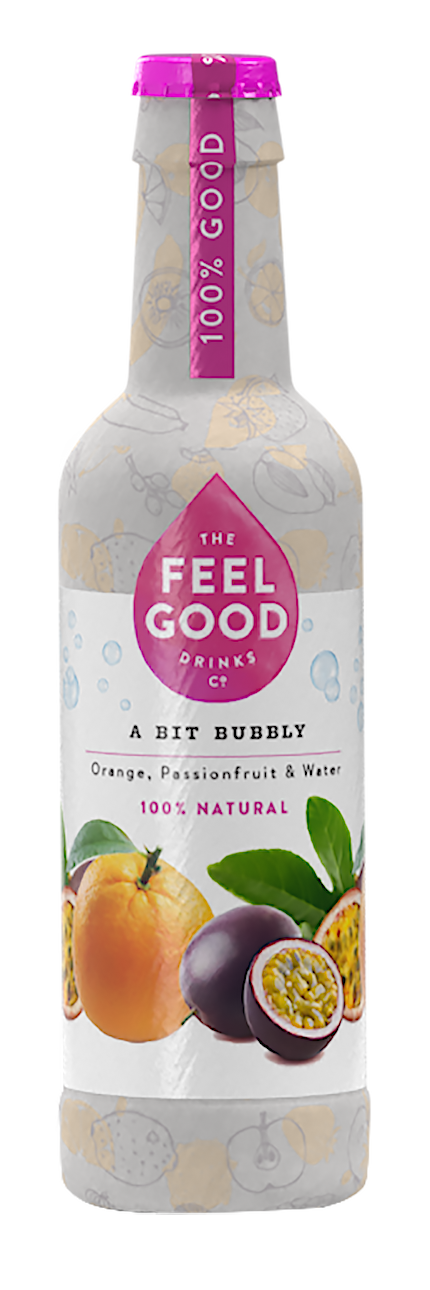 100% GOOD
THE
FEEL
GOOD
DRINKS
Co
A BIT BUBBLY
Orange, Passionfruit & Water
100% NATURAL